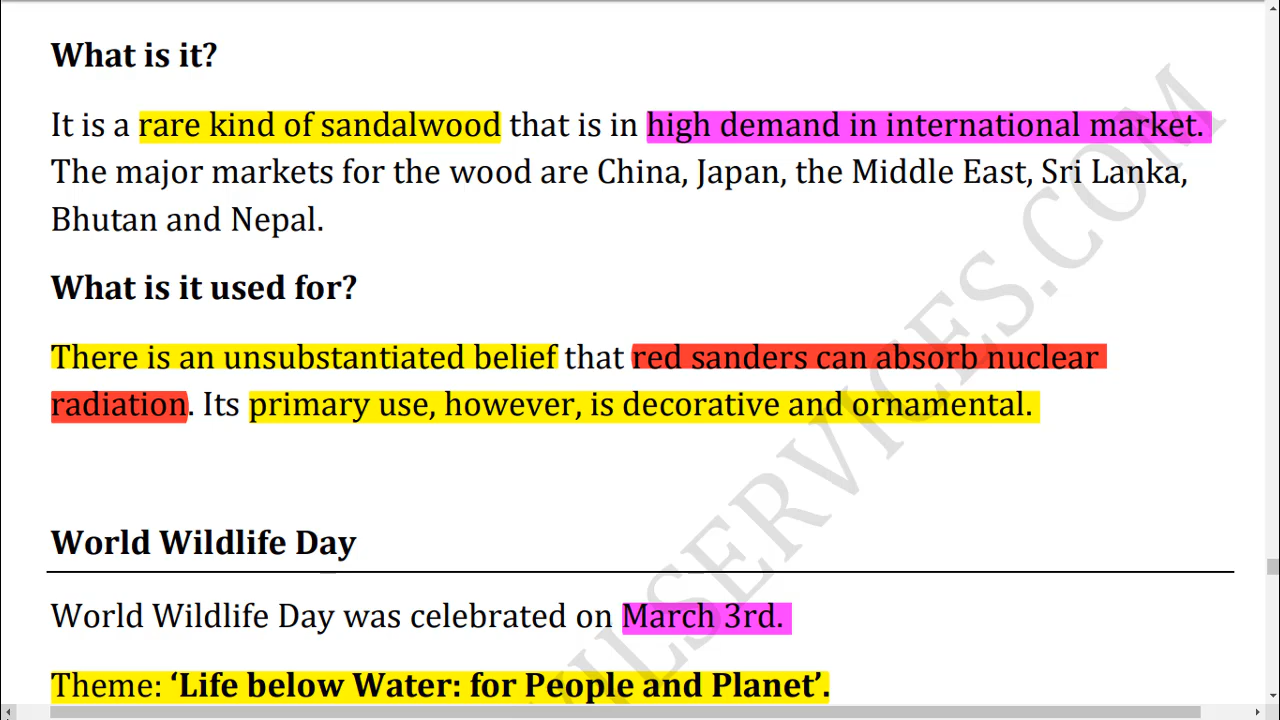 What is it?
It is a rare kind of sandalwood that is in high demand in international market.
The major markets for the wood are China, Japan, the Middle East, Sri Lanka,
Bhutan and Nepal.
What is it used for?
There is an unsubstantiated belief that red sanders can absorb nuclear
radiation. Its primary use, however, is decorative and ornamental.
World Wildlife Day
World Wildlife Day was celebrated on March 3rd.
Theme: ‘Life below Water: for People and Planet’.
ILSERVICES.COM